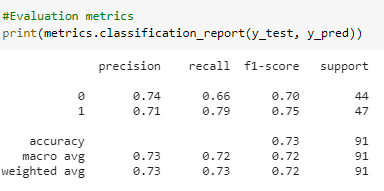 #Evaluation metrics
print(metrics.classification_report(y_test, y_pred))
precision recall f1-score support
0 0.74 0.66 0.70 44
1 0.71 0.79 0.75 47
accuracy 0.73 91
macro avg 0.73 0.72 0.72 91
weighted avg 0.73 0.73 0.72 91